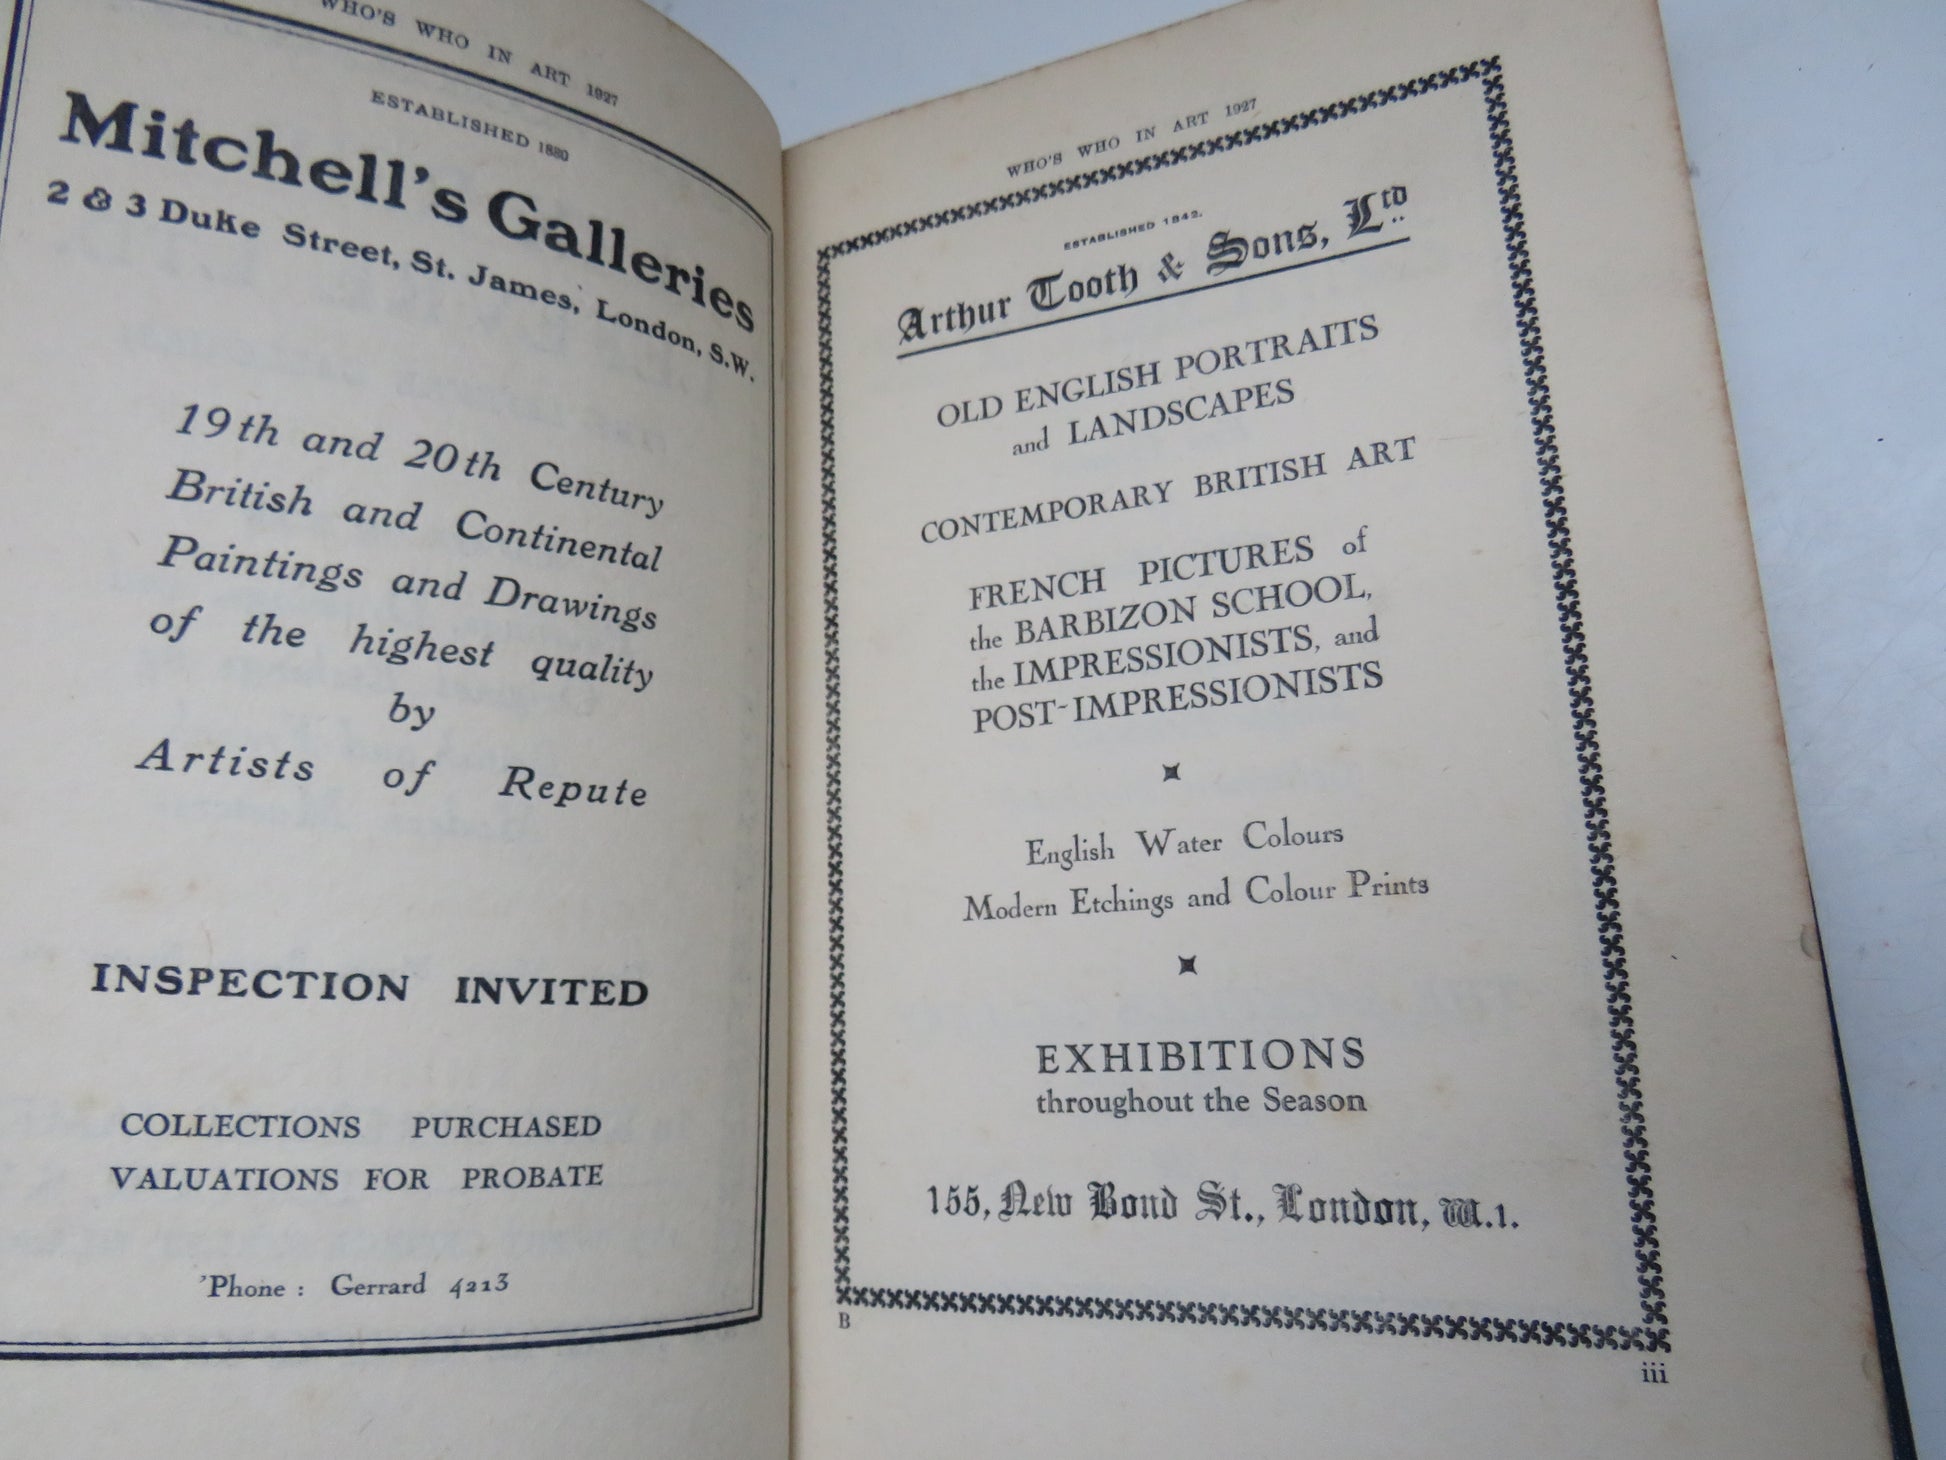 WHO'S WHO IN ART 1927
ESTABLISHED 1880
Mitchell's Galleries
2 & 3 Duke Street, St. James, London, S.W.
19th and 20th Century
British and Continental
Paintings and Drawings
of the highest quality
by
Artists of Repute
INSPECTION INVITED
COLLECTIONS PURCHASED
VALUATIONS FOR PROBATE
'Phone : Gerrard 4213
WHO'S WHO IN ART 1927
ESTABLISHED 1842.
Arthur Tooth & Sons, Ltd.
OLD ENGLISH PORTRAITS
and LANDSCAPES
CONTEMPORARY BRITISH ART
FRENCH PICTURES of
the BARBIZON SCHOOL,
the IMPRESSIONISTS, and
POST-IMPRESSIONISTS
English Water Colours
Modern Etchings and Colour Prints
EXHIBITIONS
throughout the Season
155, New Bond St., London, W.1.
B
iii